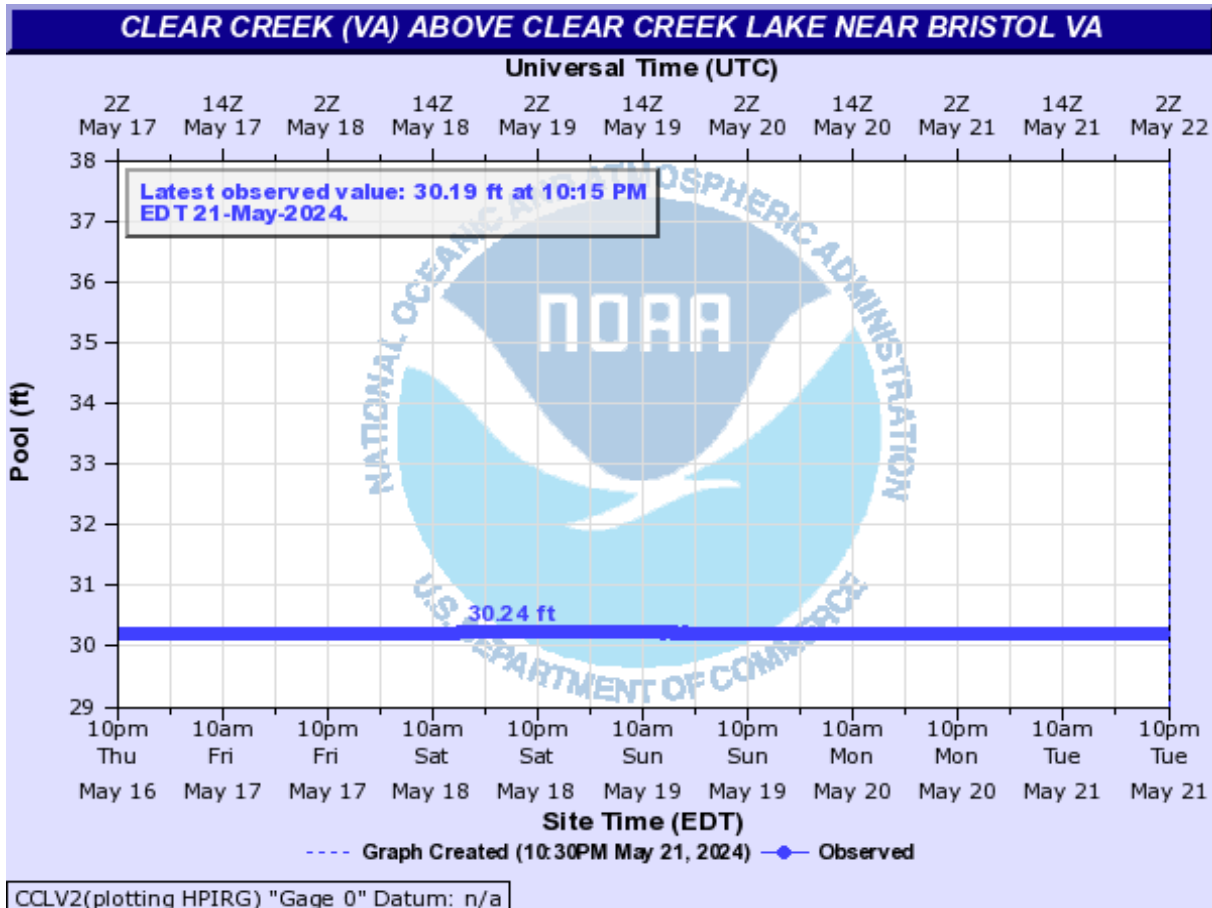 CLEAR CREEK (VA) ABOVE CLEAR CREEK LAKE NEAR BRISTOL VA
Universal Time (UTC)
2Z 14Z 2Z 14Z 2Z 14Z 2Z 14Z 2Z 14Z 2Z
May 17 May 17 May 18 May 18 May 19 May 19 May 20 May 20 May 21 May 21 May 22
Latest observed value: 30.19 ft at 10:15 PM
EDT 21-May-2024.
NATIONAL OCEANIC AND ATMOSPHERIC ADMINISTRATION
NOAA
U.S. DEPARTMENT OF COMMERCE
Pool (ft)
38
37
36
35
34
33
32
31
30
29
30.24 ft
10pm 10am 10pm 10am 10pm 10am 10pm 10am 10pm 10am 10pm
Thu Fri Fri Sat Sat Sun Sun Mon Mon Tue Tue
May 16 May 17 May 17 May 18 May 18 May 19 May 19 May 20 May 20 May 21 May 21
Site Time (EDT)
---- Graph Created (10:30PM May 21, 2024) Observed
CCLV2(plotting HPIRG) "Gage 0" Datum: n/a